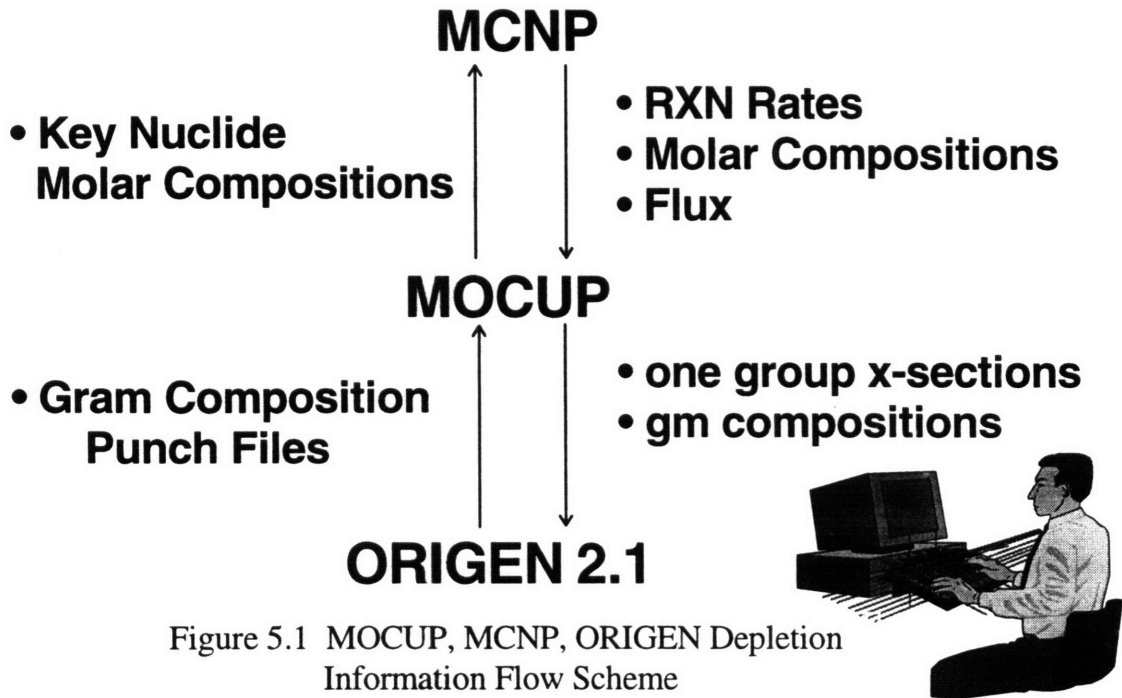 MCNP
• Key Nuclide
Molar Compositions
• RXN Rates
• Molar Compositions
• Flux
MOCUP
• Gram Composition
Punch Files
• one group x-sections
• gm compositions
ORIGEN 2.1
Figure 5.1 MOCUP, MCNP, ORIGEN Depletion
Information Flow Scheme